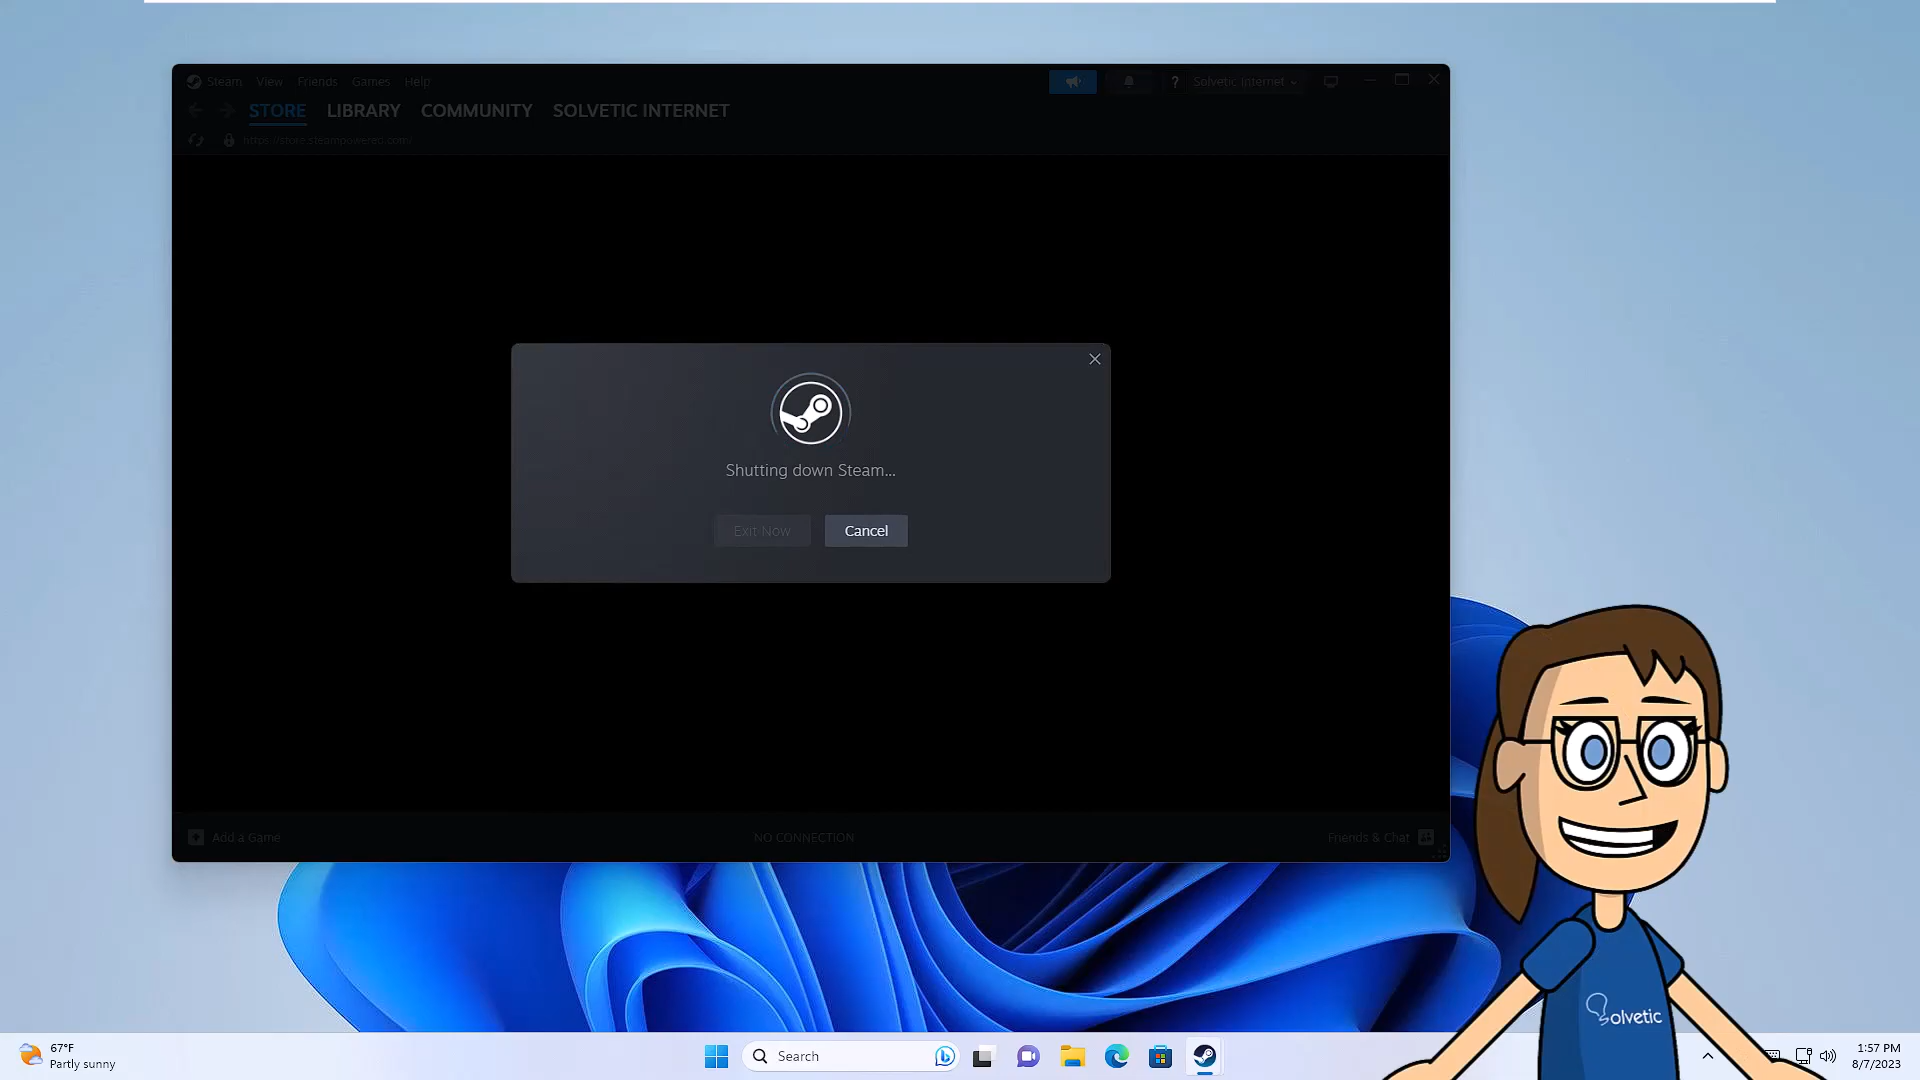 Steam View Friends Games Help
Solvetic Internet
STORE LIBRARY COMMUNITY SOLVETIC INTERNET
https://store.steampowered.com/
Shutting down Steam...
Exit Now Cancel
Add a Game NO CONNECTION Friends & Chat
Solvetic
67°F
Partly sunny
Search
1:57 PM
8/7/2023